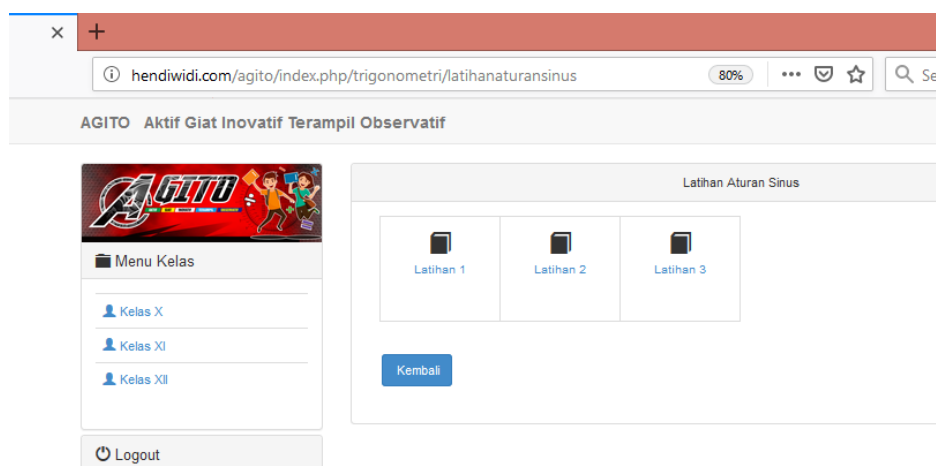 hendiwidi.com/agito/index.php/trigonometri/latihanaturansinus
80%
Se
AGITO Aktif Giat Inovatif Terampil Observatif
AGITO
Latihan Aturan Sinus
Menu Kelas
Latihan 1 Latihan 2 Latihan 3
Kelas X
Kelas XI
Kelas XII
Kembali
Logout